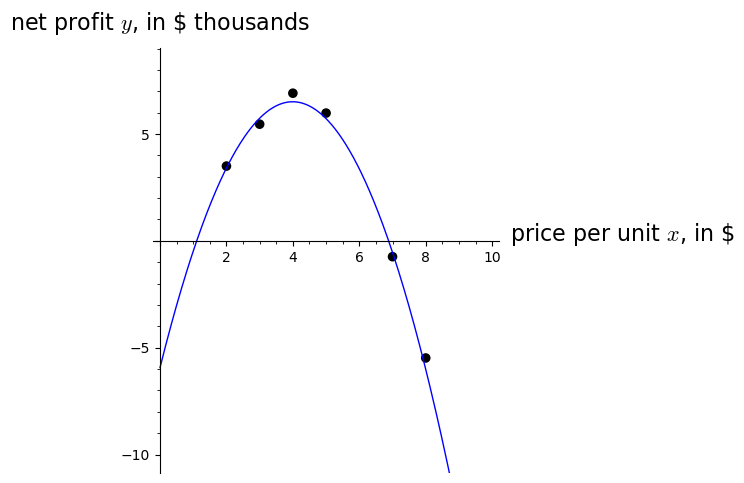 net profit y, in $ thousands
5
price per unit x, in $
2 4 6 8 10
−5
−10